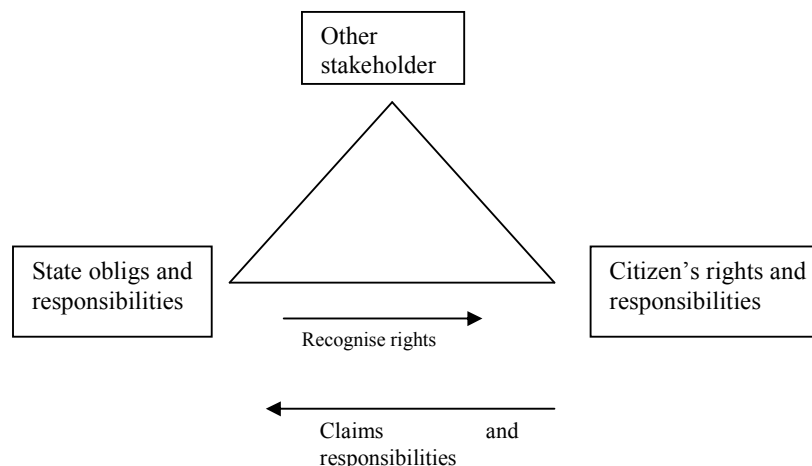 Other
stakeholder
State obligs and
responsibilities
Citizen’s rights and
responsibilities
Recognise rights
Claims and
responsibilities